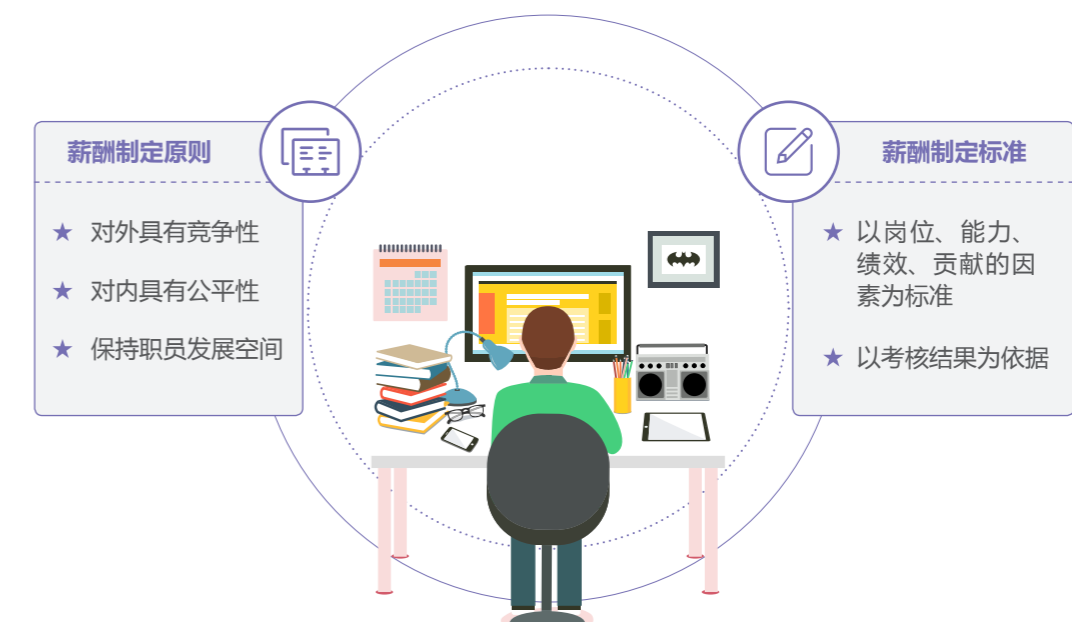 薪酬制定原则
★ 对外具有竞争性
★ 对内具有公平性
★ 保持职员发展空间
薪酬制定标准
★ 以岗位、能力、
绩效、贡献的因
素为标准
★ 以考核结果为依据